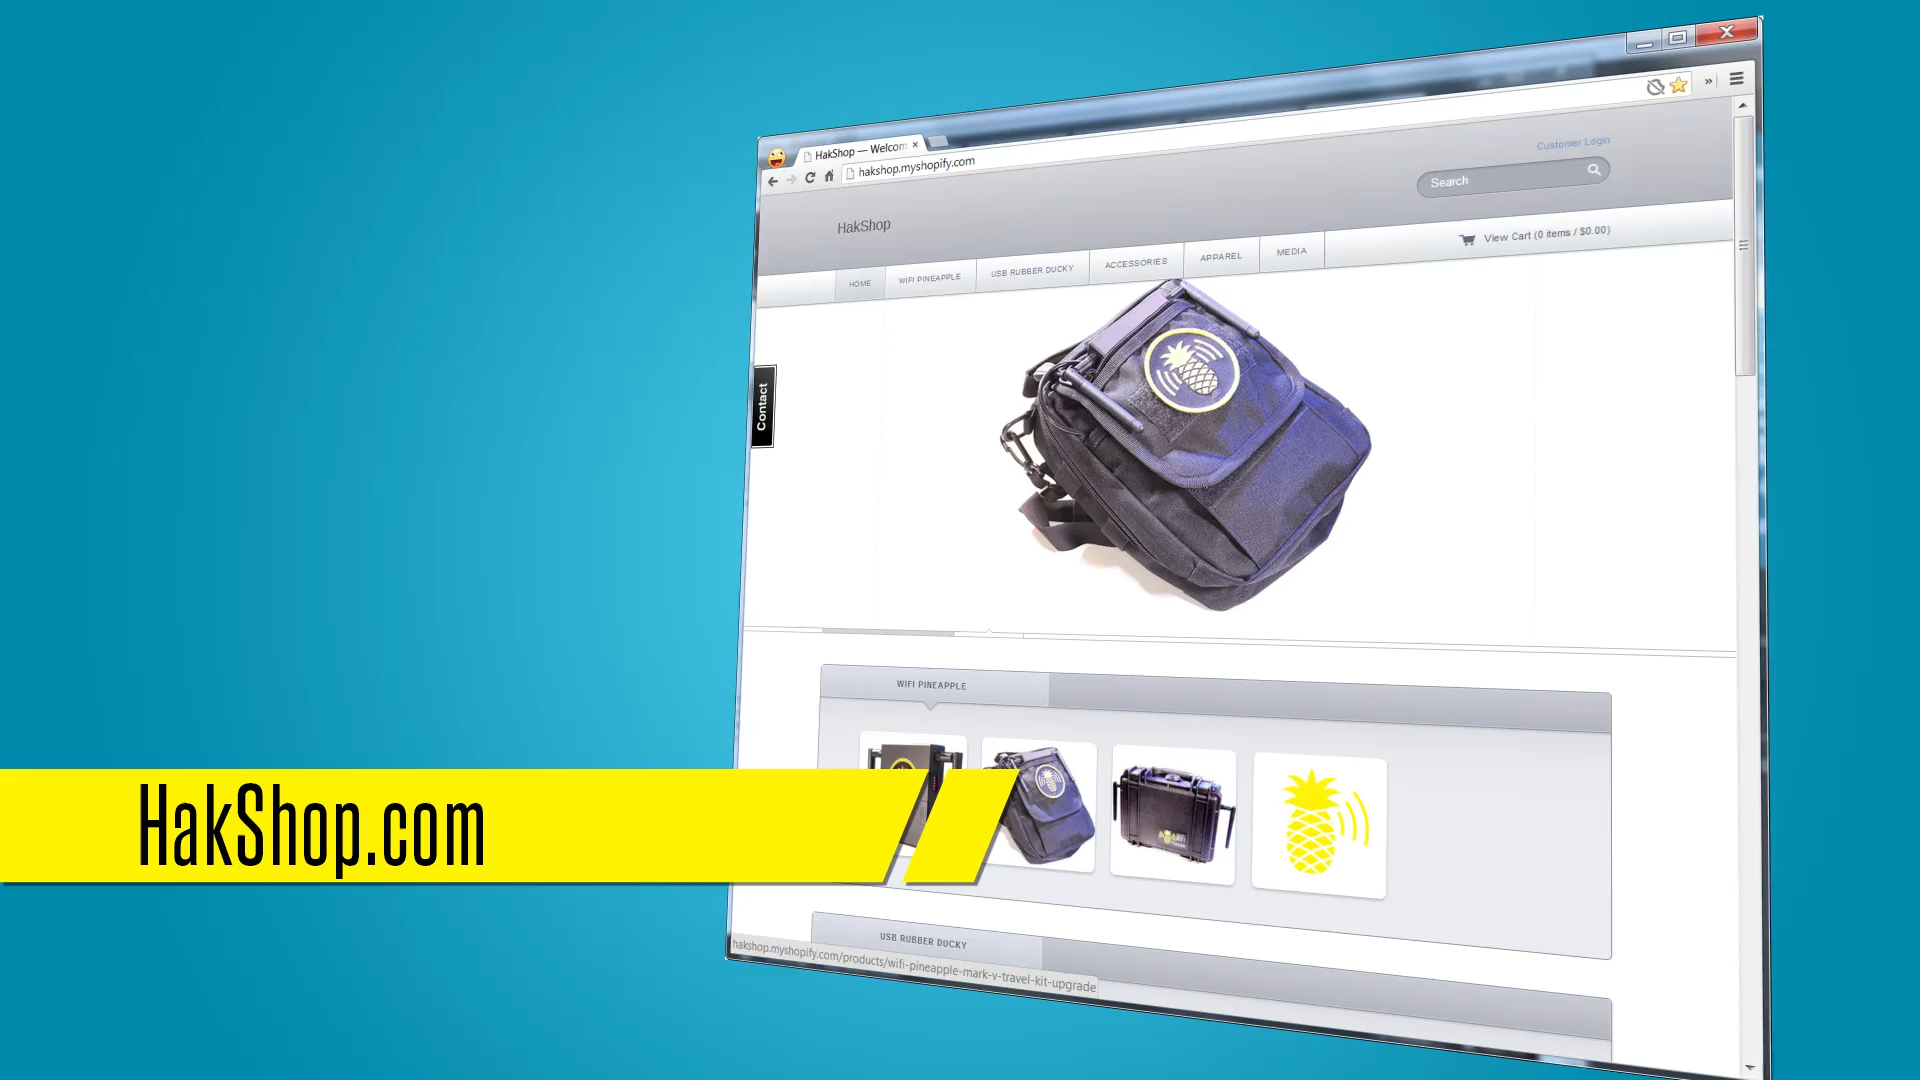 HakShop — Welcom
hakshop.myshopify.com
Customer Login
Search
HakShop
View Cart (0 items / $0.00)
HOME
WIFI PINEAPPLE
USB RUBBER DUCKY
ACCESSORIES
APPAREL
MEDIA
Contact
WIFI PINEAPPLE
HakShop.com
USB RUBBER DUCKY
hakshop.myshopify.com/products/wifi-pineapple-mark-v-travel-kit-upgrade